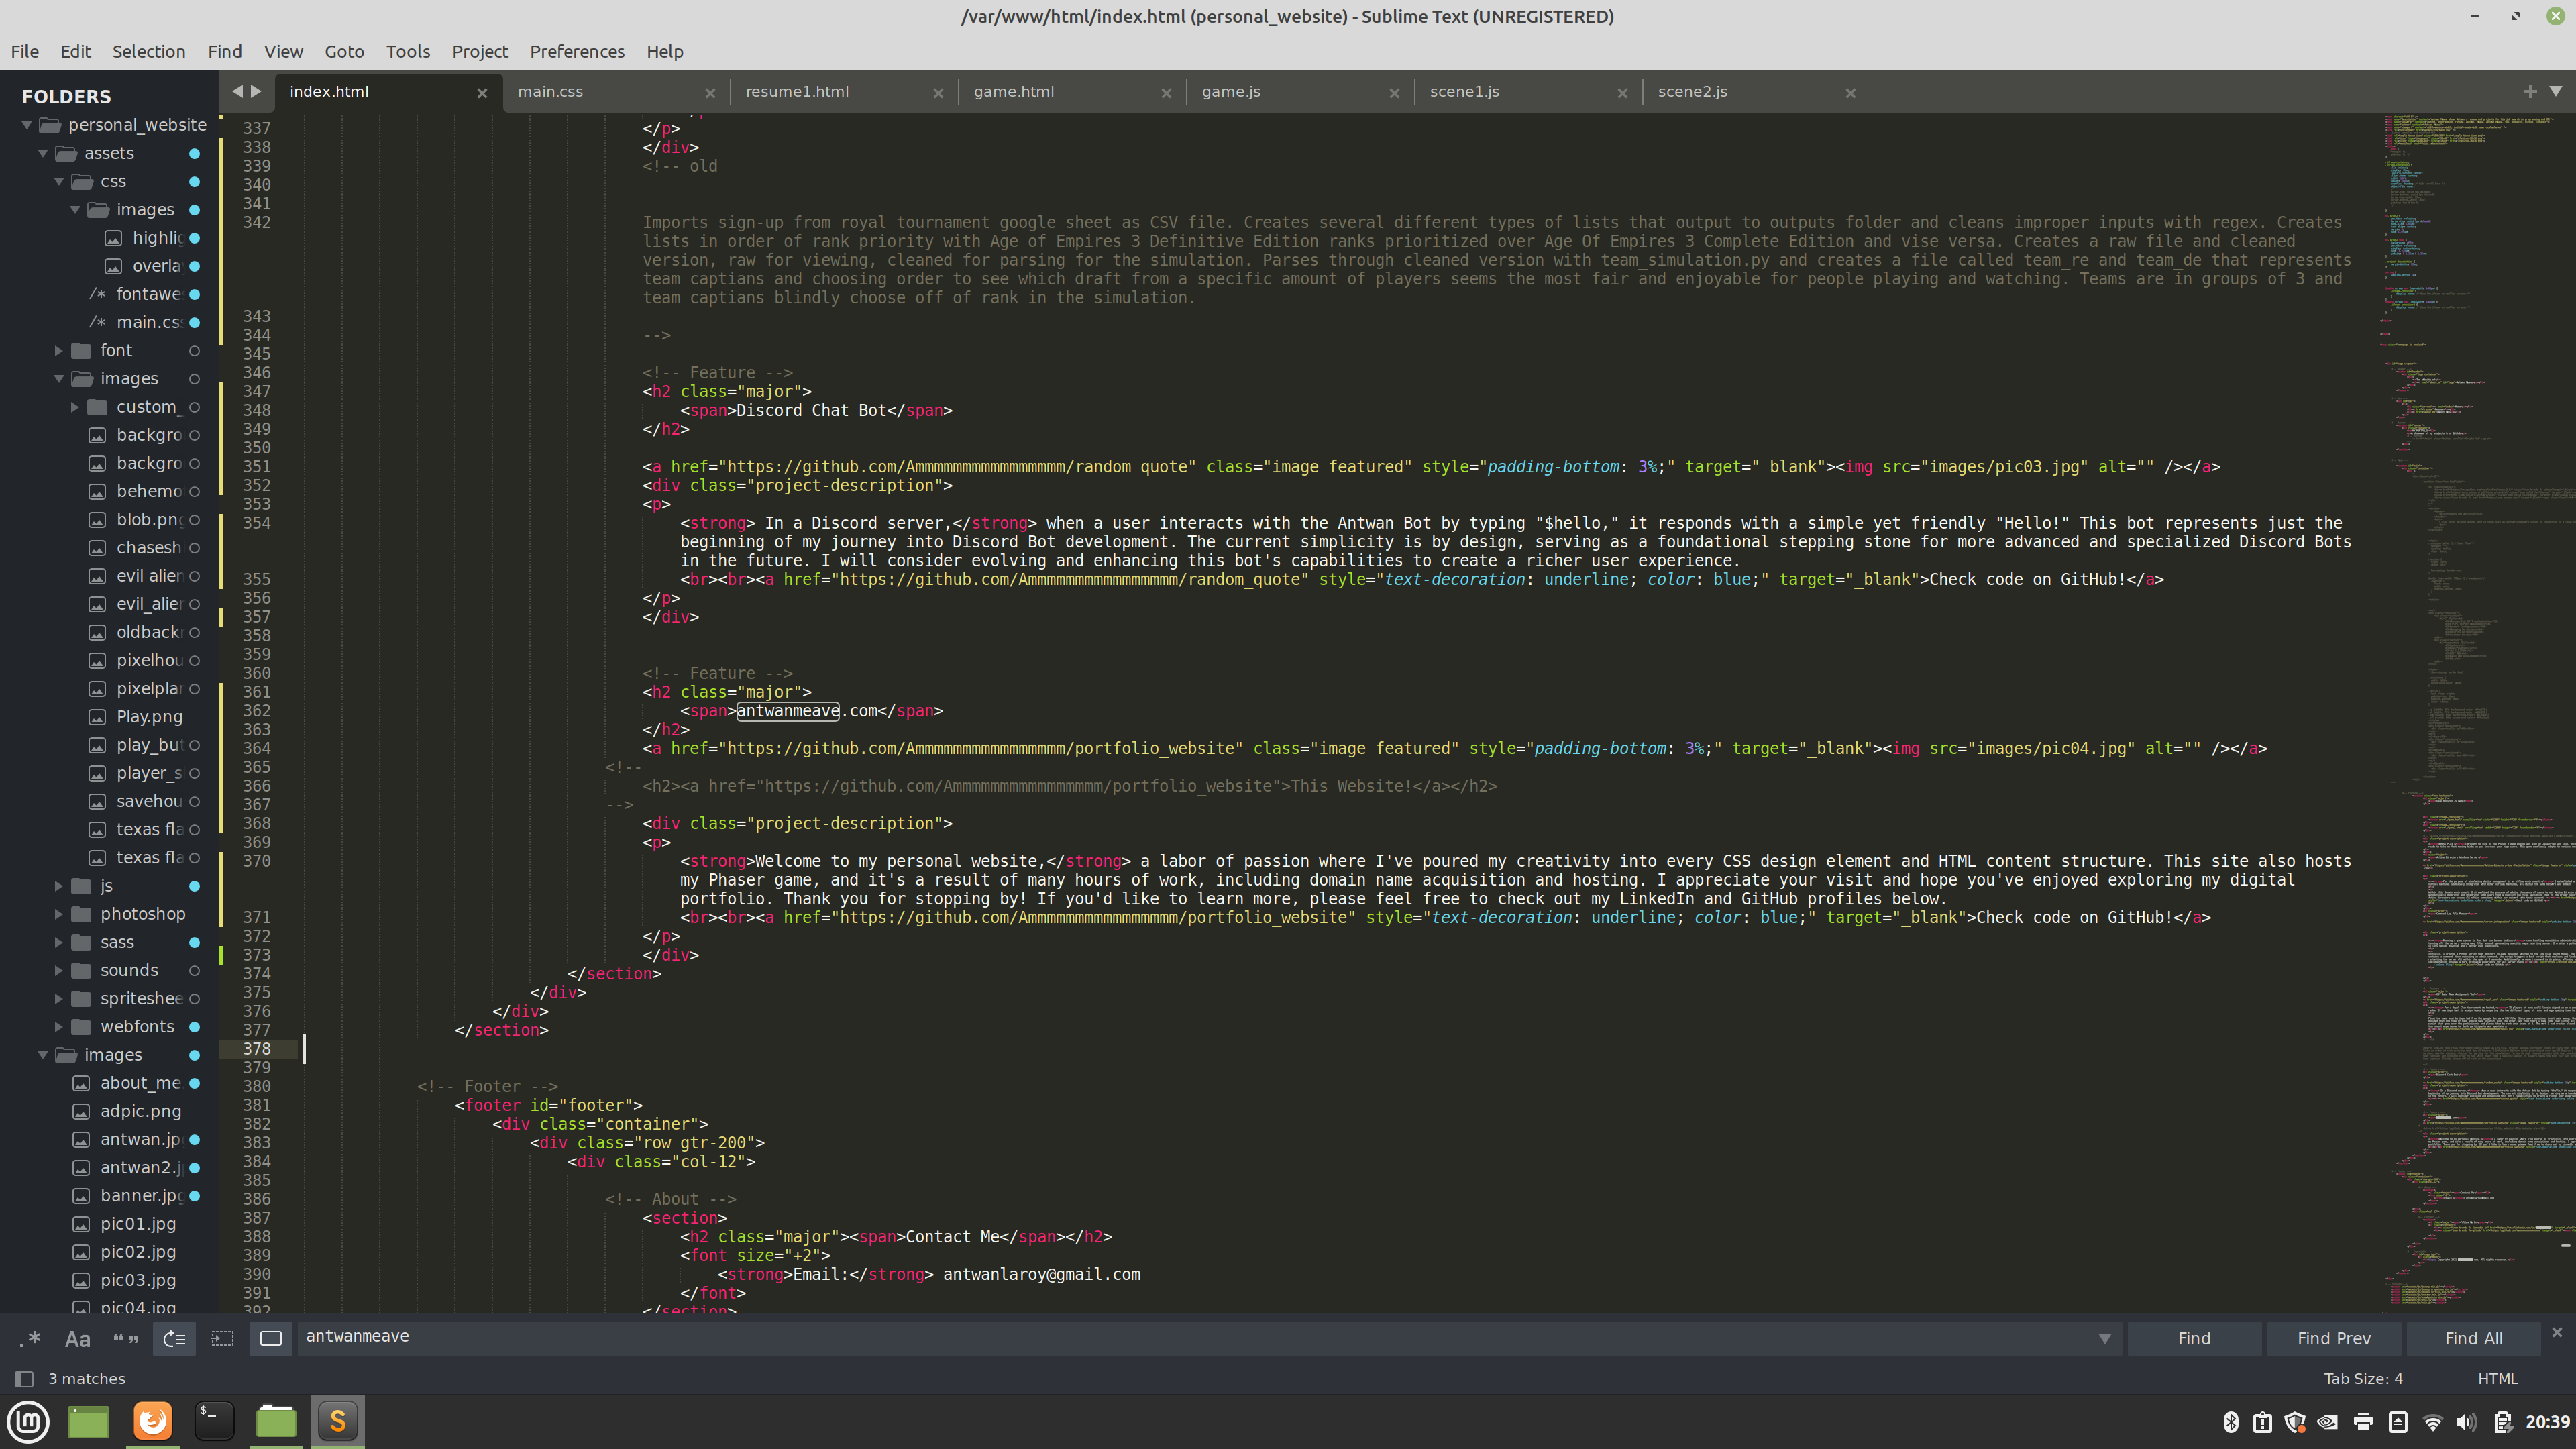 /var/www/html/index.html (personal_website) - Sublime Text (UNREGISTERED)
File Edit Selection Find View Goto Tools Project Preferences Help
FOLDERS
personal_website
assets
css
images
highlig
overla
fontawe
main.cs
font
images
custom_
backgro
backgro
behemo
blob.png
chasesh
evil alien
evil_alien
oldback
pixelhou
pixelplan
Play.png
play_but
player_s
savehou
texas fla
texas fla
js
photoshop
sass
sounds
spriteshee
webfonts
images
about_me
adpic.png
antwan.jp
antwan2.j
banner.jpg
pic01.jpg
pic02.jpg
pic03.jpg
pic04.jpg
index.html main.css resume1.html game.html game.js scene1.js scene2.js
337 </p>
338 </div>
339 <!-- old
340
341
342 Imports sign-up from royal tournament google sheet as CSV file. Creates several different types of lists that output to outputs folder and cleans improper inputs with regex. Creates
lists in order of rank priority with Age of Empires 3 Definitive Edition ranks prioritized over Age Of Empires 3 Complete Edition and vise versa. Creates a raw file and cleaned
version, raw for viewing, cleaned for parsing for the simulation. Parses through cleaned version with team_simulation.py and creates a file called team_re and team_de that represents
team captians and choosing order to see which draft from a specific amount of players seems the most fair and enjoyable for people playing and watching. Teams are in groups of 3 and
team captians blindly choose off of rank in the simulation.
343
344 -->
345
346 <!-- Feature -->
347 <h2 class="major">
348 <span>Discord Chat Bot</span>
349 </h2>
350
351 <a href="https://github.com/Ammmmmmmmmmmmmmmm/random_quote" class="image featured" style="padding-bottom: 3%;" target="_blank"><img src="images/pic03.jpg" alt="" /></a>
352 <div class="project-description">
353 <p>
354 <strong> In a Discord server,</strong> when a user interacts with the Antwan Bot by typing "$hello," it responds with a simple yet friendly "Hello!" This bot represents just the
beginning of my journey into Discord Bot development. The current simplicity is by design, serving as a foundational stepping stone for more advanced and specialized Discord Bots
in the future. I will consider evolving and enhancing this bot's capabilities to create a richer user experience.
355 <br><br><a href="https://github.com/Ammmmmmmmmmmmmmmm/random_quote" style="text-decoration: underline; color: blue;" target="_blank">Check code on GitHub!</a>
356 </p>
357 </div>
358
359
360 <!-- Feature -->
361 <h2 class="major">
362 <span>antwanmeave.com</span>
363 </h2>
364 <a href="https://github.com/Ammmmmmmmmmmmmmmm/portfolio_website" class="image featured" style="padding-bottom: 3%;" target="_blank"><img src="images/pic04.jpg" alt="" /></a>
365 <!--
366 <h2><a href="https://github.com/Ammmmmmmmmmmmmmmm/portfolio_website">This Website!</a></h2>
367 -->
368 <div class="project-description">
369 <p>
370 <strong>Welcome to my personal website,</strong> a labor of passion where I've poured my creativity into every CSS design element and HTML content structure. This site also hosts
my Phaser game, and it's a result of many hours of work, including domain name acquisition and hosting. I appreciate your visit and hope you've enjoyed exploring my digital
portfolio. Thank you for stopping by! If you'd like to learn more, please feel free to check out my LinkedIn and GitHub profiles below.
371 <br><br><a href="https://github.com/Ammmmmmmmmmmmmmmm/portfolio_website" style="text-decoration: underline; color: blue;" target="_blank">Check code on GitHub!</a>
372 </p>
373 </div>
374 </section>
375 </div>
376 </div>
377 </section>
378
379
380 <!-- Footer -->
381 <footer id="footer">
382 <div class="container">
383 <div class="row gtr-200">
384 <div class="col-12">
385
386 <!-- About -->
387 <section>
388 <h2 class="major"><span>Contact Me</span></h2>
389 <font size="+2">
390 <strong>Email:</strong> antwanlaroy@gmail.com
391 </font>
392 </section>
.* Aa “” antwanmeave Find Find Prev Find All
3 matches Tab Size: 4 HTML
20:39